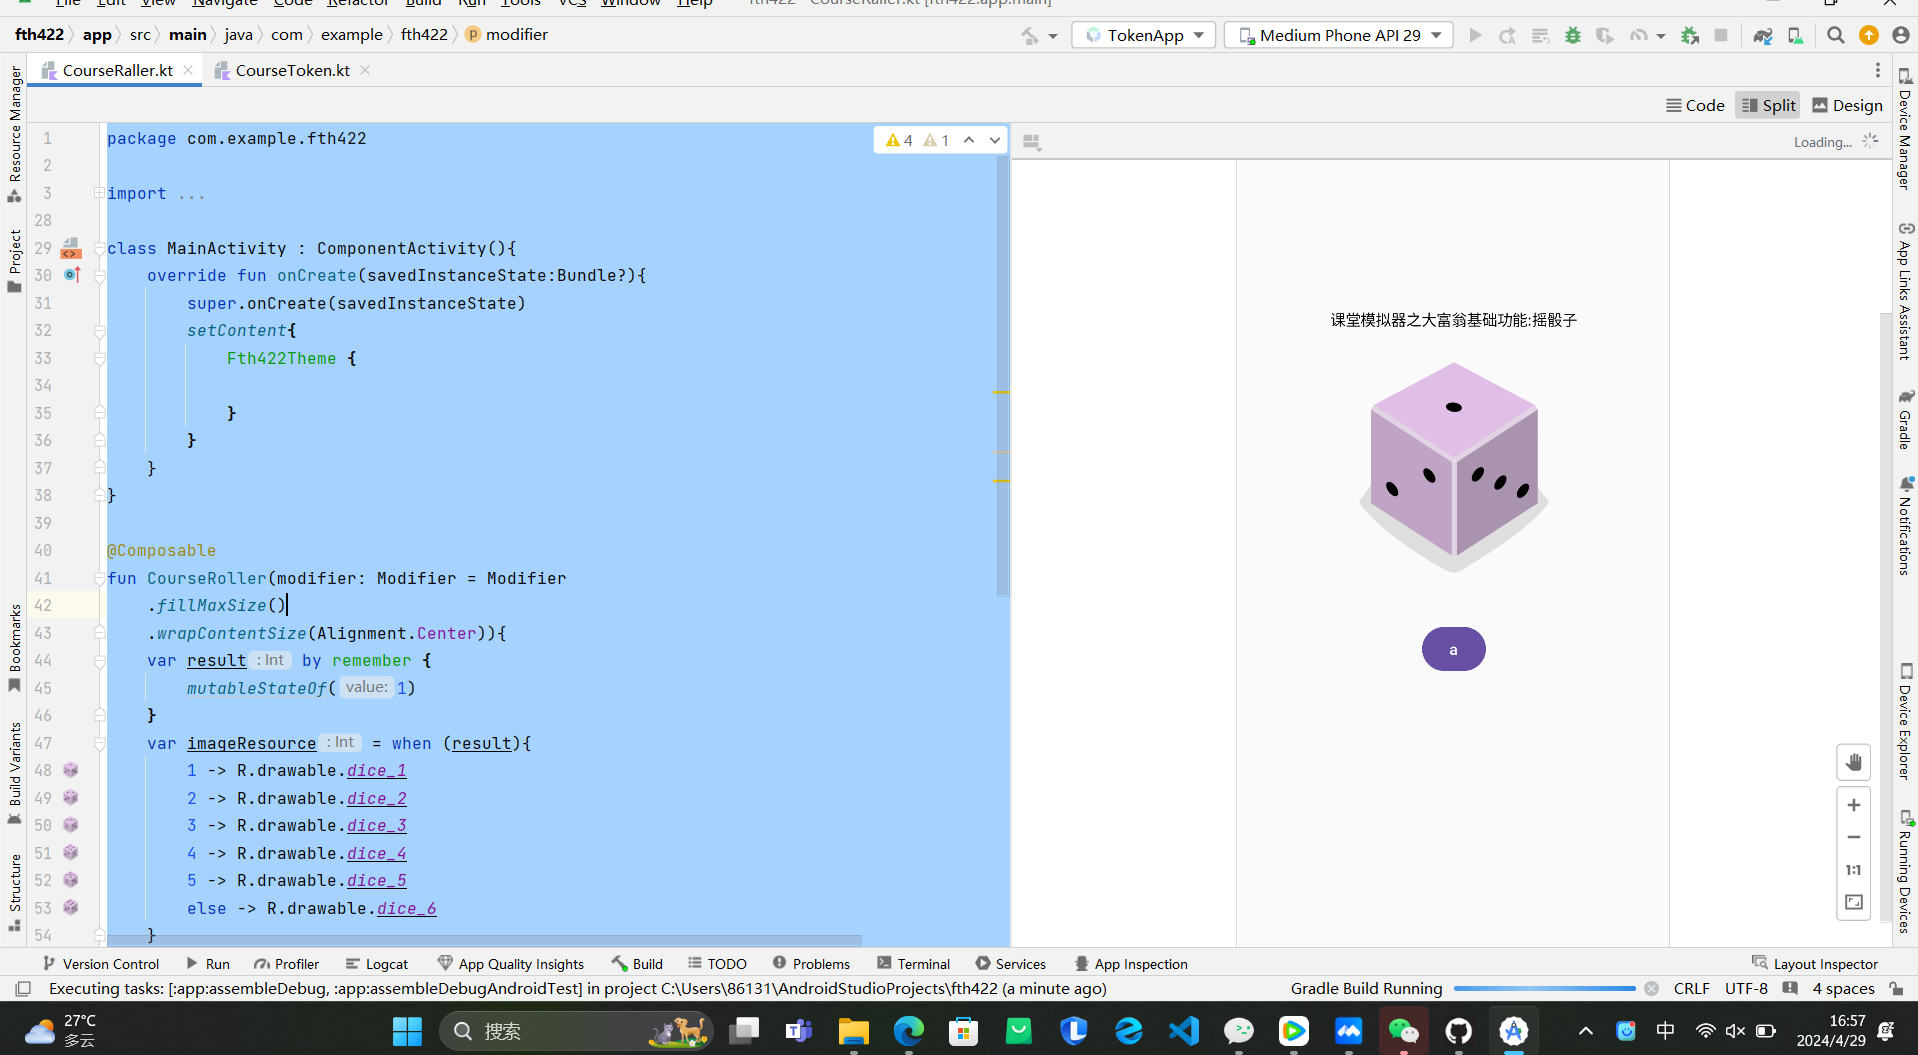 File Edit View Navigate Code Refactor Build Run Tools VCS Window Help fth422 - CourseRaller.kt [fth422.app.main]
fth422 app src main java com example fth422 modifier
TokenApp
Medium Phone API 29
CourseRaller.kt
CourseToken.kt
Code
Split
Design
1 package com.example.fth422
2
3 import ...
28
29 class MainActivity : ComponentActivity(){
30 override fun onCreate(savedInstanceState:Bundle?){
31 super.onCreate(savedInstanceState)
32 setContent{
33 Fth422Theme {
34
35 }
36 }
37 }
38 }
39
40 @Composable
41 fun CourseRoller(modifier: Modifier = Modifier
42 .fillMaxSize()
43 .wrapContentSize(Alignment.Center)){
44 var result : Int by remember {
45 mutableStateOf( value: 1)
46 }
47 var imageResource : Int = when (result){
48 1 -> R.drawable.dice_1
49 2 -> R.drawable.dice_2
50 3 -> R.drawable.dice_3
51 4 -> R.drawable.dice_4
52 5 -> R.drawable.dice_5
53 else -> R.drawable.dice_6
54 }
4 1
Loading...
课堂模拟器之大富翁基础功能:摇骰子
a
1:1
Resource Manager
Project
Bookmarks
Build Variants
Structure
Device Manager
App Links Assistant
Gradle
Notifications
Device Explorer
Running Devices
Version Control
Run
Profiler
Logcat
App Quality Insights
Build
TODO
Problems
Terminal
Services
App Inspection
Layout Inspector
Executing tasks: [:app:assembleDebug, :app:assembleDebugAndroidTest] in project C:\Users\86131\AndroidStudioProjects\fth422 (a minute ago)
Gradle Build Running
CRLF
UTF-8
4 spaces
27°C
多云
搜索
中
16:57
2024/4/29